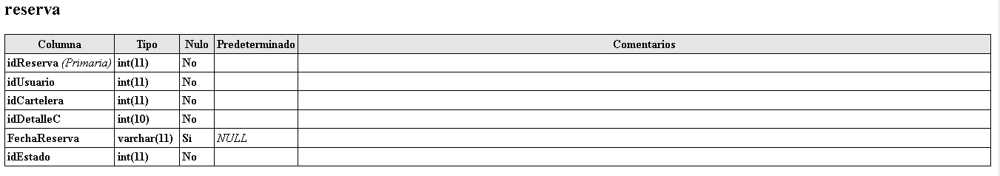 reserva
Columna Tipo Nulo Predeterminado Comentarios
idReserva (Primaria) int(11) No
idUsuario int(11) No
idCartelera int(11) No
idDetalleC int(10) No
FechaReserva varchar(11) Sí NULL
idEstado int(11) No